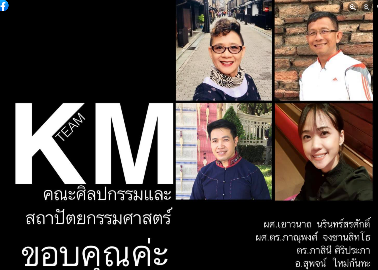 KM
TEAM
คณะศิลปกรรมและ
สถาปัตยกรรมศาสตร์
ขอบคุณค่ะ
ผศ.เยาวนาถ นรินทร์สรศักดิ์
ผศ.ดร.ภาณุพงศ์ จงชานสิทโธ
ดร.ภาสินี ศิริประภา
อ.สุพจน์ ใหม่กันทะ